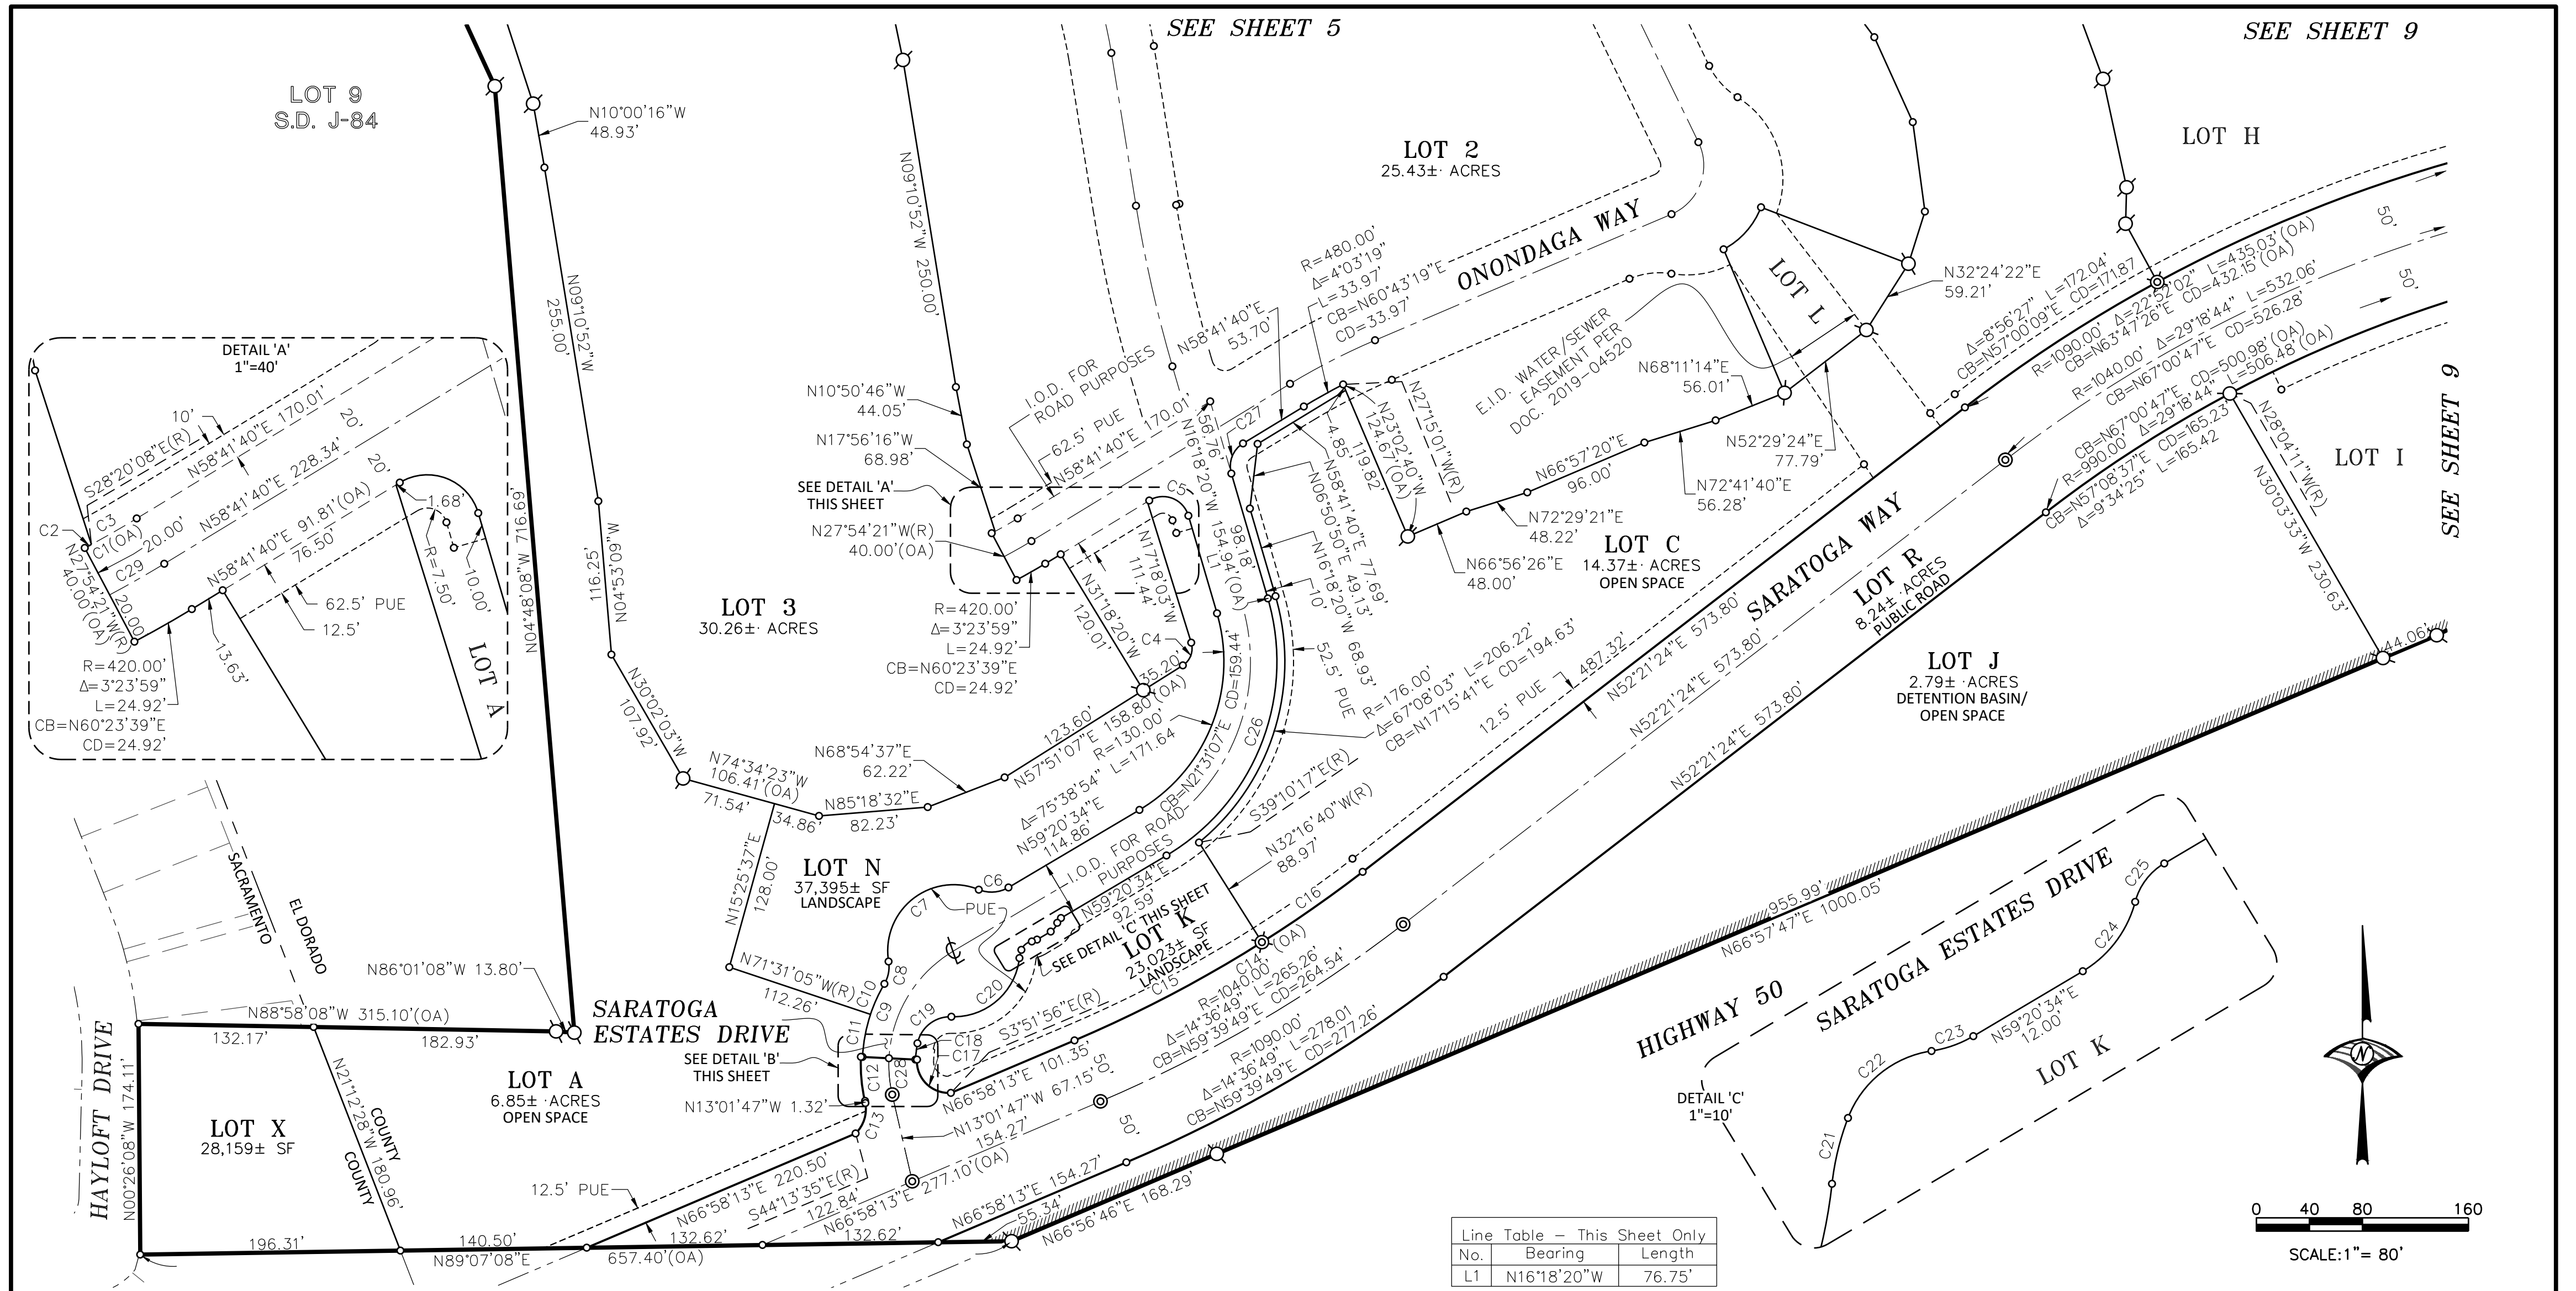 SEE SHEET 5
SEE SHEET 9
LOT 9
S.D. J-84
N10°00'16"W
48.93'
LOT 2
25.43± ACRES
LOT H
N09°10'52"W 250.00'
N09°10'52"W
255.00'
ONONDAGA WAY
R=480.00'
Δ=4°03'19"
L=33.97'
CB=N60°43'19"E
CD=33.97'
LOT L
N32°24'22"E
59.21'
Δ=8°56'27" L=172.04'
CB=N57°00'09"E CD=171.87
R=1090.00' Δ=22°52'02" L=435.03'(OA)
CB=N63°47'26"E CD=432.15'(OA)
R=1040.00' Δ=29°18'44" L=532.06'
CB=N67°00'47"E CD=526.28'
CB=N67°00'47"E CD=500.98'(OA)
R=990.00' Δ=29°18'44" L=506.48'(OA)
CB=N57°08'37"E CD=165.23'
Δ=9°34'25" L=165.42
50'
50'
SEE SHEET 9
LOT I
N28°04'11"W(R)
N30°03'33"W 230.63'
44.06'
DETAIL 'A'
1"=40'
10'
S28°20'08"E(R)
N58°41'40"E 170.01'
20'
N58°41'40"E 228.34'
20'
C2
C3
C1(OA)
20.00'
C29
N58°41'40"E 91.81'(OA)
76.50'
1.68'
R=7.50'
10.00'
N27°54'21"W(R)
40.00'(OA)
20.00'
62.5' PUE
12.5'
13.63'
R=420.00'
Δ=3°23'59"
L=24.92'
CB=N60°23'39"E
CD=24.92'
LOT A
N04°48'08"W 716.69'
N10°50'46"W
44.05'
N17°56'16"W
68.98'
I.O.D. FOR
ROAD PURPOSES
62.5' PUE
N58°41'40"E 170.01'
N58°41'40"E
53.70'
56.76'
C27
SEE DETAIL 'A'
THIS SHEET
N27°54'21"W(R)
40.00'(OA)
C5
N16°18'20"W 154.94'(OA)
L1
98.18'
4.85'
119.82'
N23°02'40"W
124.67'(OA)
N27°15'01"W(R)
N58°41'40"E 77.69'
N06°50'50"E 49.13'
N16°18'20"W 68.93'
10'
52.5' PUE
E.I.D. WATER/SEWER
EASEMENT PER
DOC. 2019-04520
N68°11'14"E
56.01'
N52°29'24"E
77.79'
N66°57'20"E
96.00'
N72°41'40"E
56.28'
N72°29'21"E
48.22'
N66°56'26"E
48.00'
LOT C
14.37± ACRES
OPEN SPACE
SARATOGA WAY
LOT R
8.24± ACRES
PUBLIC ROAD
N04°53'09"W
116.25'
LOT 3
30.26± ACRES
R=420.00'
Δ=3°23'59"
L=24.92'
CB=N60°23'39"E
CD=24.92'
N17°18'03"W
111.44'
N31°18'20"W
120.01'
C4
35.20'
N30°02'03"W
107.92'
N74°34'23"W
106.41'(OA)
71.54'
34.86'
N85°18'32"E
82.23'
N68°54'37"E
62.22'
123.60'
N57°51'07"E 158.80'(OA)
R=130.00'
Δ=75°38'54" L=171.64
CB=N21°31'07"E CD=159.44'
N59°20'34"E
114.86'
C26
R=176.00'
Δ=67°08'03" L=206.22'
CB=N17°15'41"E CD=194.63'
12.5' PUE
487.32'
N52°21'24"E 573.80'
N52°21'24"E 573.80'
N52°21'24"E 573.80'
LOT J
2.79± ACRES
DETENTION BASIN/
OPEN SPACE
I.O.D. FOR ROAD
PURPOSES
N59°20'34"E
92.59'
S39°10'17"E(R)
N32°16'40"W(R)
88.97'
LOT N
37,395± SF
LANDSCAPE
N15°25'37"E
128.00'
N71°31'05"W(R)
112.26'
C6
C7
PUE
C8
C10
C9
C11
SEE DETAIL 'C' THIS SHEET
LOT K
23,023± SF
LANDSCAPE
C16
C14 (OA)
C15
C19
C20
C18
C17
C12
C28
C13
S3°51'56"E(R)
N66°58'13"E 101.35'
R=1040.00'
Δ=14°36'49" L=265.26'
CB=N59°39'49"E CD=264.54'
R=1090.00'
Δ=14°36'49" L=278.01
CB=N59°39'49"E CD=277.26'
50'
50'
SACRAMENTO
EL DORADO
N86°01'08"W 13.80'
N88°58'08"W 315.10'(OA)
132.17'
182.93'
SARATOGA
ESTATES DRIVE
SEE DETAIL 'B'
THIS SHEET
N13°01'47"W 1.32'
N13°01'47"W 67.15'
154.27'
HAYLOFT DRIVE
N00°26'08"W 174.11'
LOT X
28,159± SF
N21°12'28"W 180.96'
COUNTY
COUNTY
LOT A
6.85± ACRES
OPEN SPACE
12.5' PUE
N66°58'13"E 220.50'
S44°13'35"E(R)
122.84'
N66°58'13"E 277.10'(OA)
N66°58'13"E 154.27'
55.34'
N66°56'46"E 168.29'
196.31'
140.50'
N89°07'08"E
132.62'
657.40'(OA)
132.62'
955.99'
N66°57'47"E 1000.05'
HIGHWAY 50
SARATOGA ESTATES DRIVE
C25
C24
C23
C22
C21
N59°20'34"E
12.00'
LOT K
DETAIL 'C'
1"=10'
N
Line Table – This Sheet Only
No. Bearing Length
L1 N16°18'20"W 76.75'
0 40 80 160
SCALE:1"= 80'